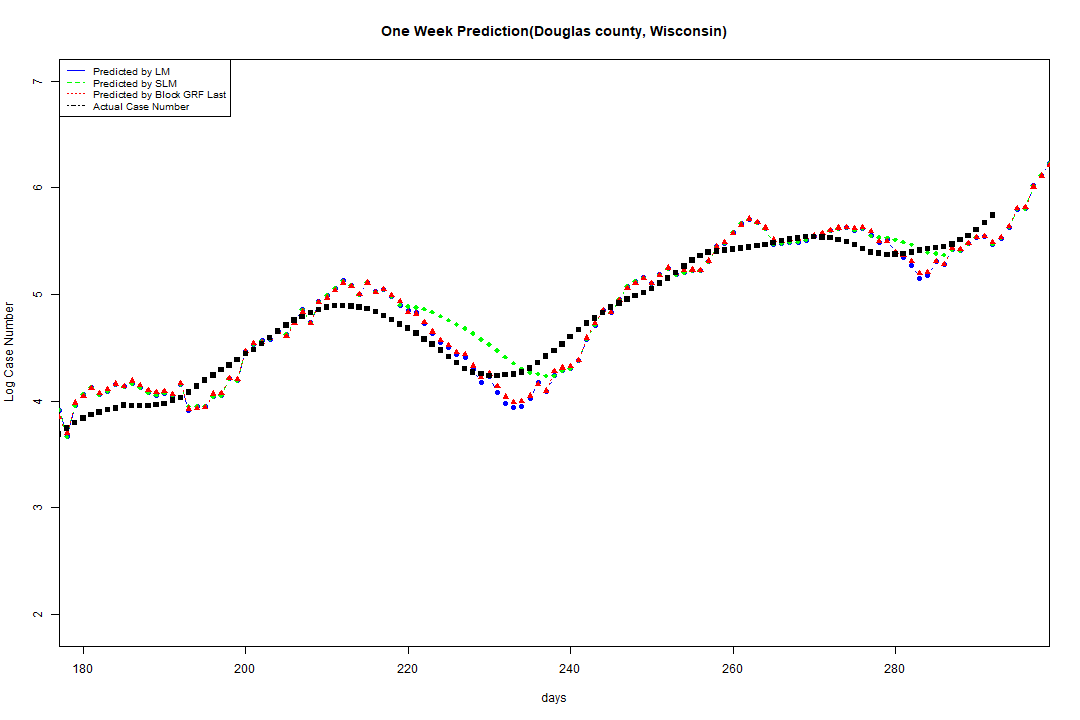 One Week Prediction(Douglas county, Wisconsin)
Predicted by LM
Predicted by SLM
Predicted by Block GRF Last
Actual Case Number
7
6
5
4
3
2
Log Case Number
180 200 220 240 260 280
days